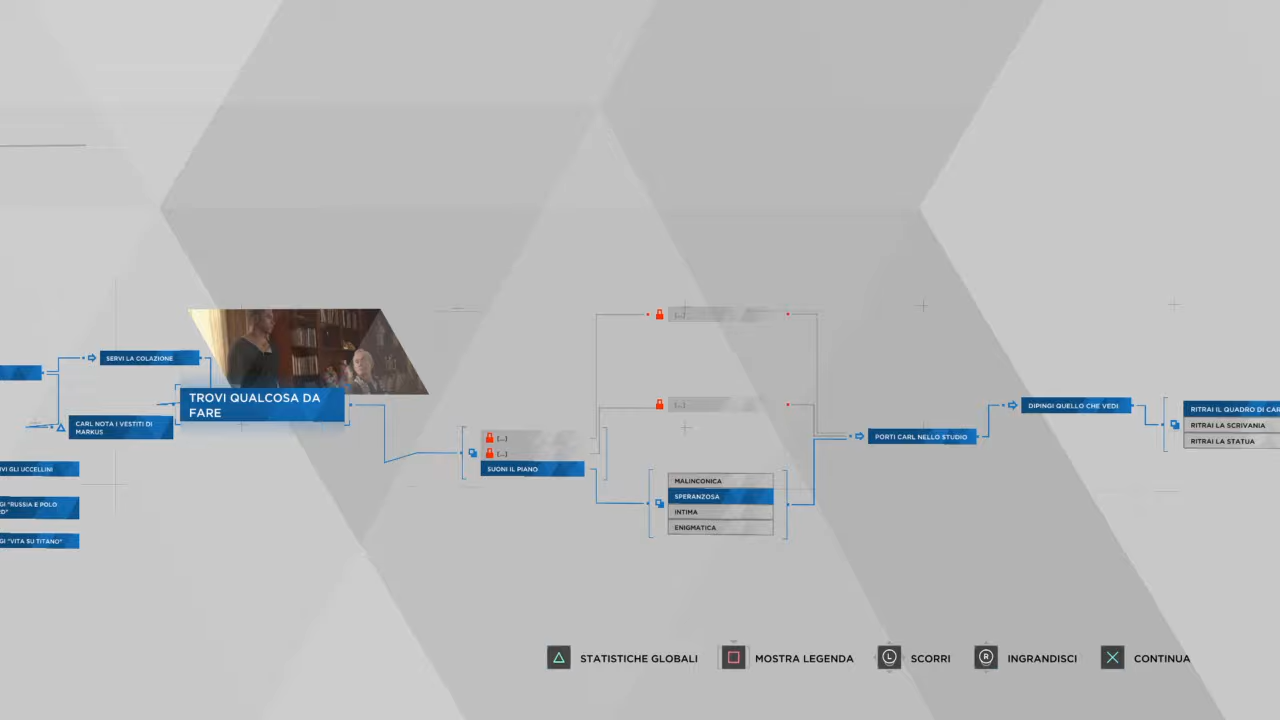 SERVI LA COLAZIONE
CARL NOTA I VESTITI DI
MARKUS
VI GLI UCCELLINI
GI "RUSSIA E POLO
RD"
GI "VITA SU TITANO"
TROVI QUALCOSA DA
FARE
[...]
[...]
SUONI IL PIANO
[...]
[...]
MALINCONICA
SPERANZOSA
INTIMA
ENIGMATICA
PORTI CARL NELLO STUDIO
DIPINGI QUELLO CHE VEDI
RITRAI IL QUADRO DI CAR
RITRAI LA SCRIVANIA
RITRAI LA STATUA
STATISTICHE GLOBALI
MOSTRA LEGENDA
L SCORRI
R INGRANDISCI
CONTINUA